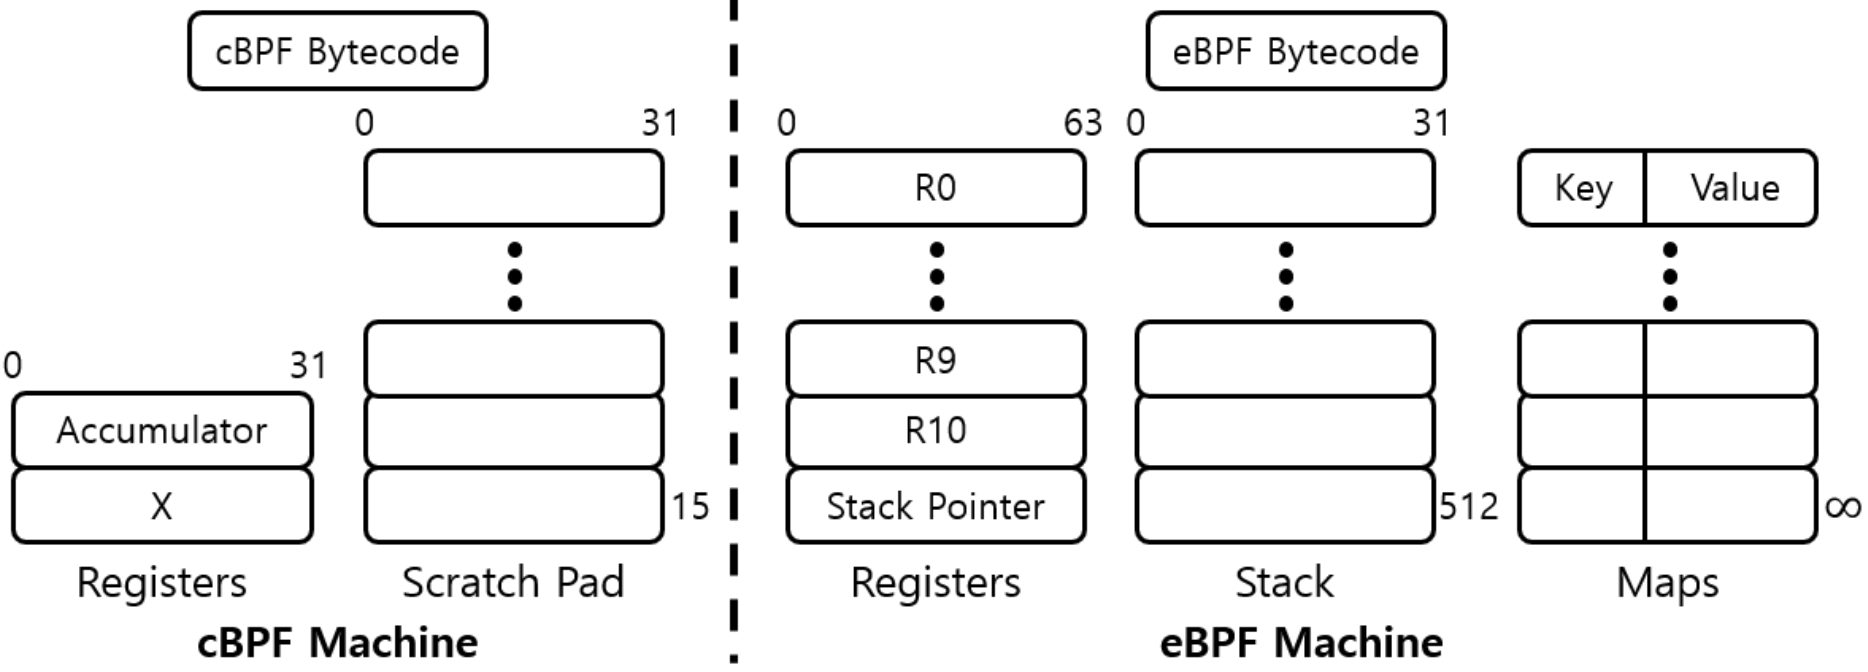 cBPF Bytecode
0 31
0 31
Accumulator
X
15
Registers
Scratch Pad
cBPF Machine
eBPF Bytecode
0 63
0 31
R0
Key Value
R9
R10
Stack Pointer
512
∞
Registers
Stack
Maps
eBPF Machine